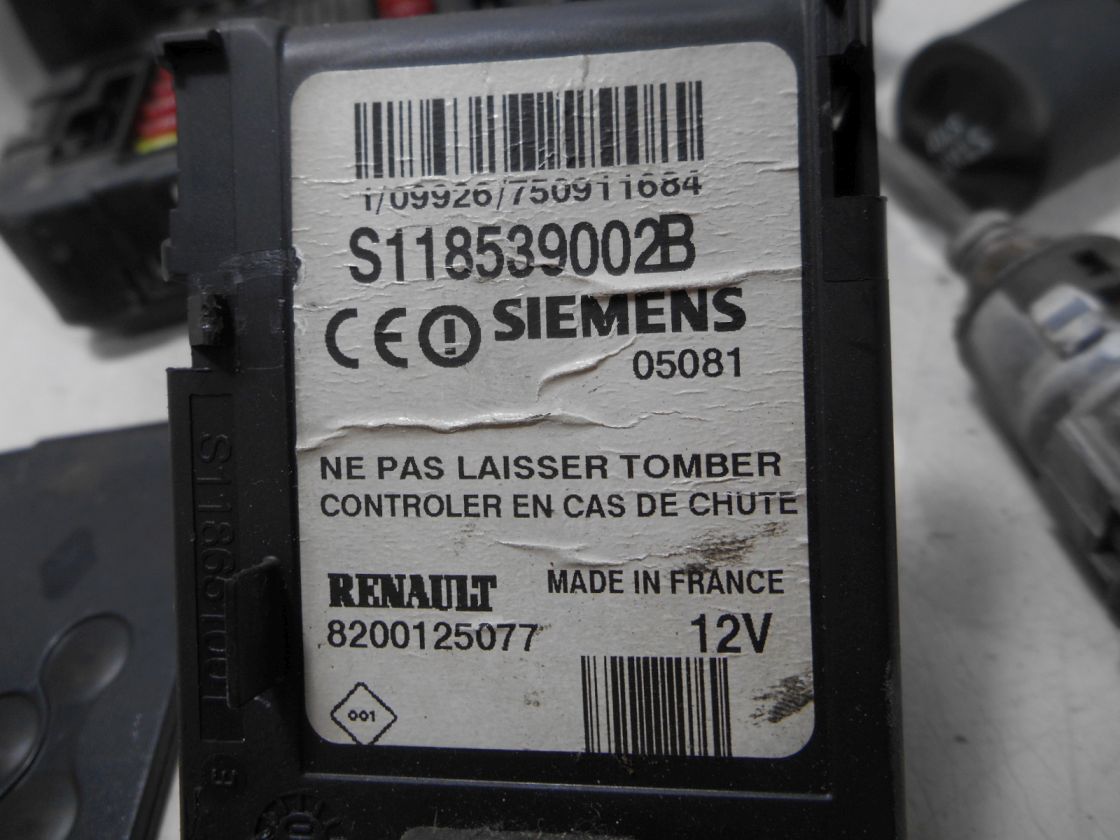 1/09926/750911684
S118539002B
CE SIEMENS
05081
NE PAS LAISSER TOMBER
CONTROLER EN CAS DE CHUTE
RENAULT MADE IN FRANCE
8200125077 12V
001